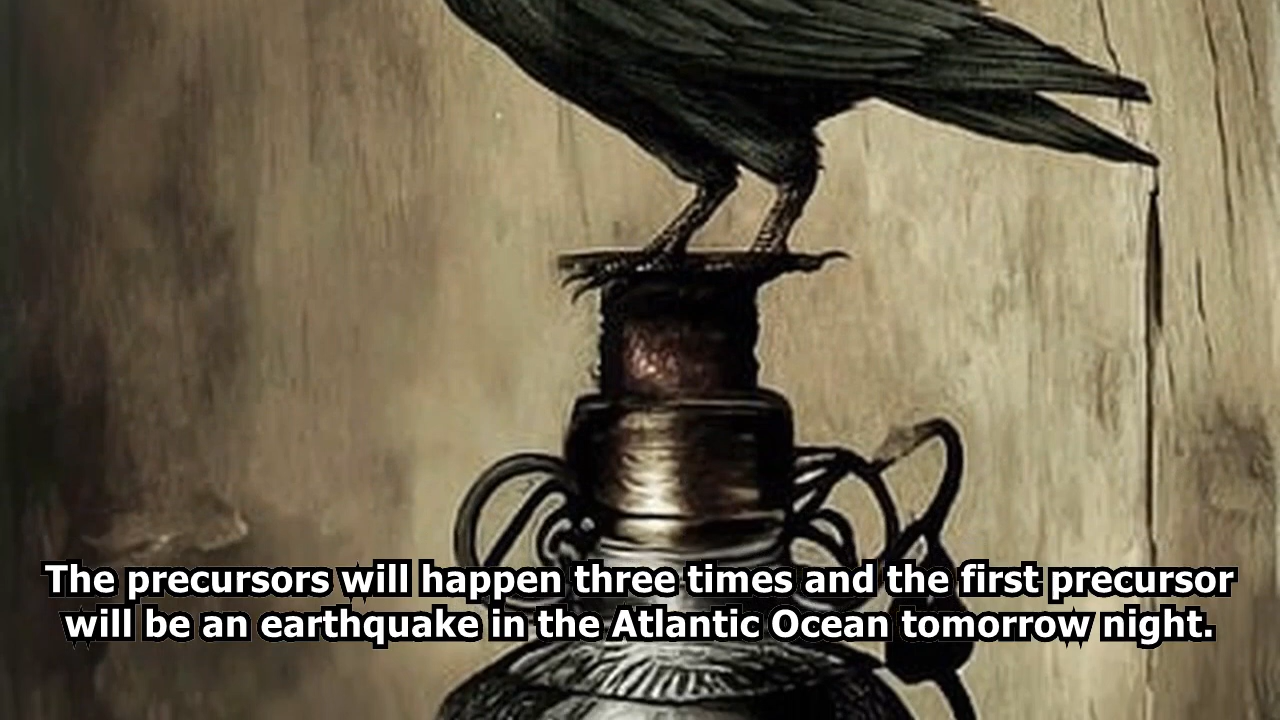 The precursors will happen three times and the first precursor
will be an earthquake in the Atlantic Ocean tomorrow night.